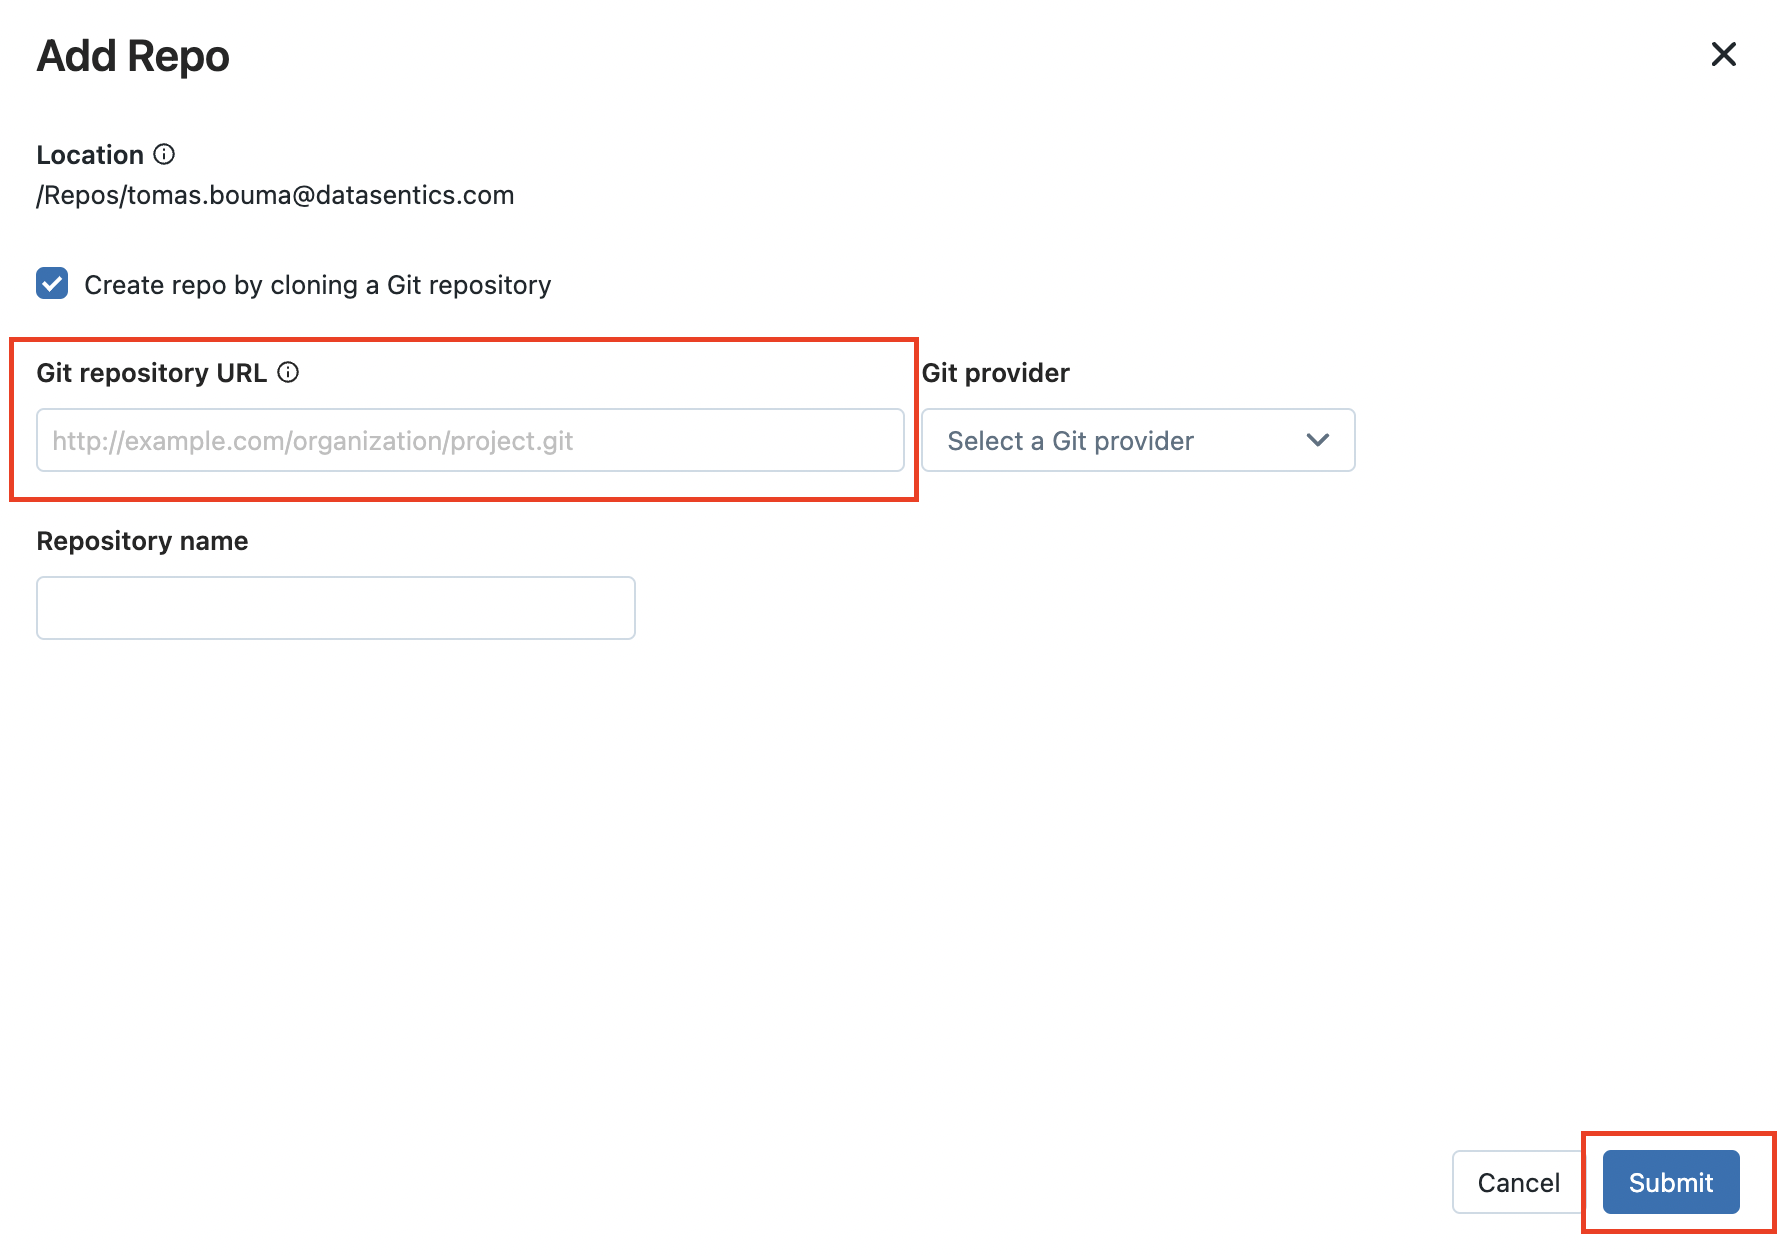 Add Repo
Location
/Repos/tomas.bouma@datasentics.com
Create repo by cloning a Git repository
Git repository URL
Git provider
http://example.com/organization/project.git
Select a Git provider
Repository name
Cancel
Submit